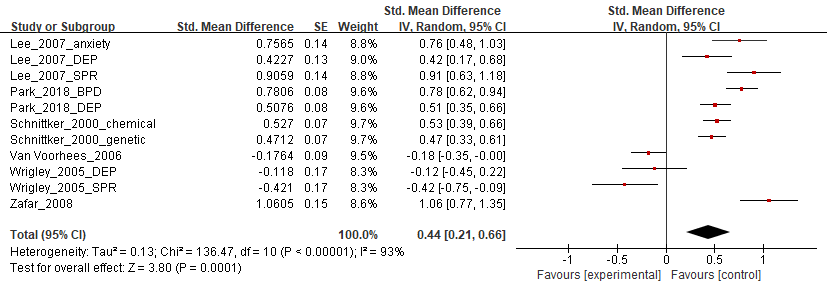 Std. Mean Difference Std. Mean Difference
Study or Subgroup Std. Mean Difference SE Weight IV, Random, 95% CI IV, Random, 95% CI
Lee_2007_anxiety 0.7565 0.14 8.8% 0.76 [0.48, 1.03]
Lee_2007_DEP 0.4227 0.13 8.9% 0.42 [0.17, 0.68]
Lee_2007_SPR 0.9059 0.14 8.8% 0.91 [0.63, 1.18]
Park_2018_BPD 0.7806 0.08 9.6% 0.78 [0.62, 0.94]
Park_2018_DEP 0.5076 0.08 9.6% 0.51 [0.35, 0.66]
Schnittker_2000_chemical 0.527 0.07 9.7% 0.53 [0.39, 0.66]
Schnittker_2000_genetic 0.4712 0.07 9.7% 0.47 [0.33, 0.61]
Van Voorhees_2006 -0.1764 0.09 9.5% -0.18 [-0.35, -0.00]
Wrigley_2005_DEP -0.118 0.17 8.3% -0.12 [-0.45, 0.22]
Wrigley_2005_SPR -0.421 0.17 8.3% -0.42 [-0.75, -0.09]
Zafar_2008 1.0605 0.15 8.6% 1.06 [0.77, 1.35]
Total (95% CI) 100.0% 0.44 [0.21, 0.66]
Heterogeneity: Tau² = 0.13; Chi² = 136.47, df = 10 (P < 0.00001); I² = 93%
Test for overall effect: Z = 3.80 (P = 0.0001)
-1 -0.5 0 0.5 1
Favours [experimental] Favours [control]